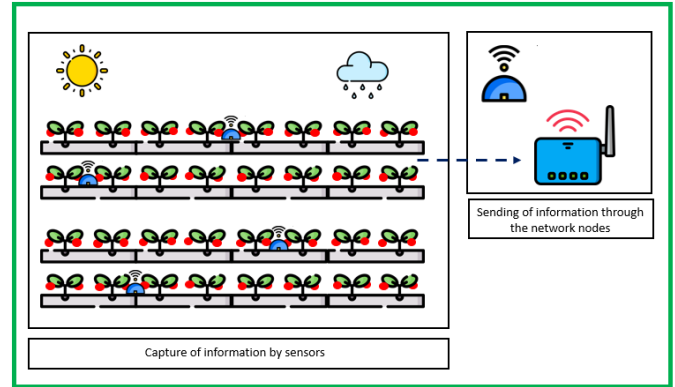 Sending of information through
the network nodes
Capture of information by sensors